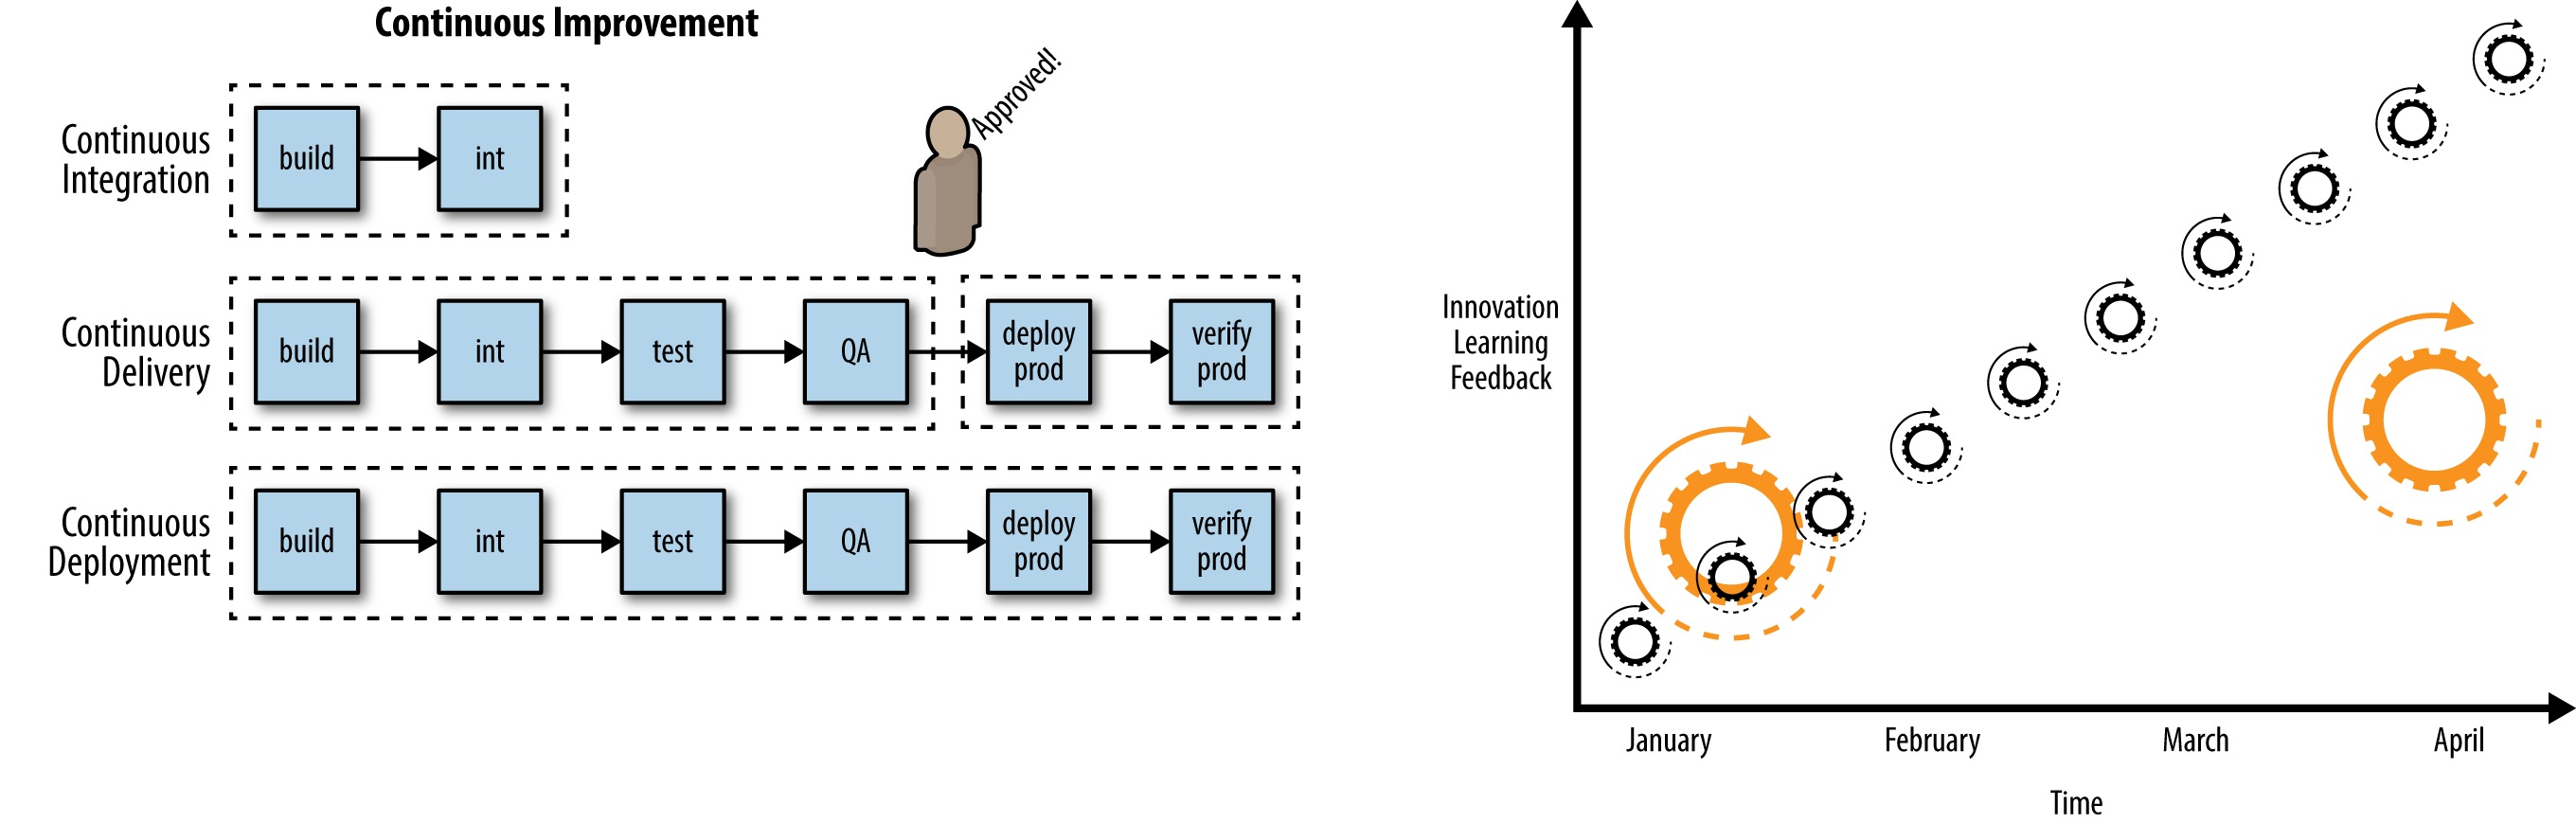 Continuous Improvement
Approved!
Continuous
Integration
build
int
Continuous
Delivery
build
int
test
QA
deploy
prod
verify
prod
Continuous
Deployment
build
int
test
QA
deploy
prod
verify
prod
Innovation
Learning
Feedback
January
February
March
April
Time